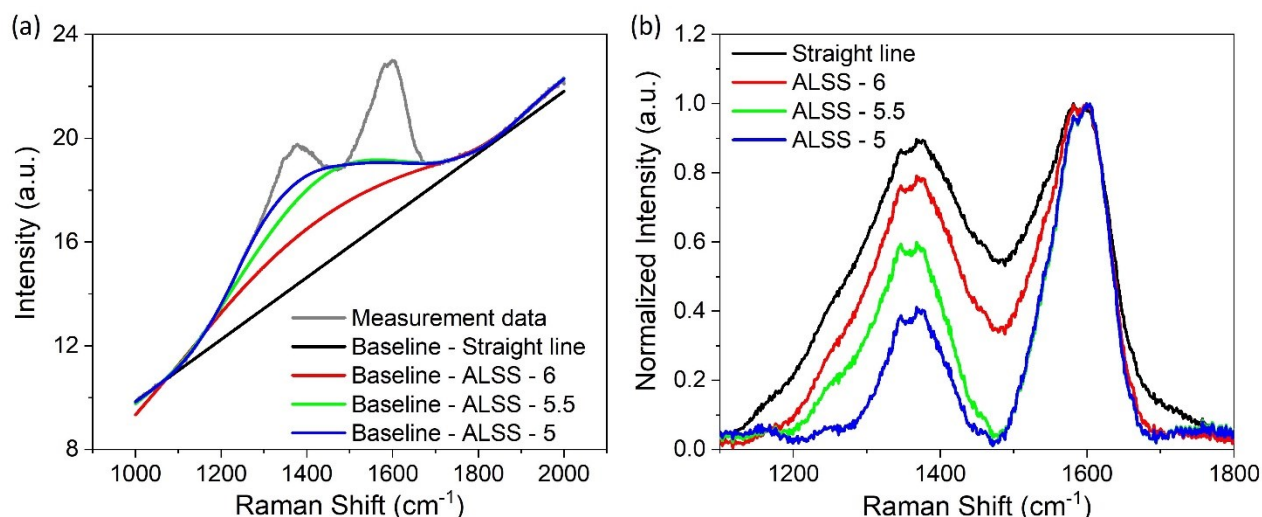 (a)
24
20
16
12
8
Intensity (a.u.)
Measurement data
Baseline - Straight line
Baseline - ALSS - 6
Baseline - ALSS - 5.5
Baseline - ALSS - 5
1000 1200 1400 1600 1800 2000
Raman Shift (cm⁻¹)
(b)
1.2
1.0
0.8
0.6
0.4
0.2
0.0
Normalized Intensity (a.u.)
Straight line
ALSS - 6
ALSS - 5.5
ALSS - 5
1200 1400 1600 1800
Raman Shift (cm⁻¹)